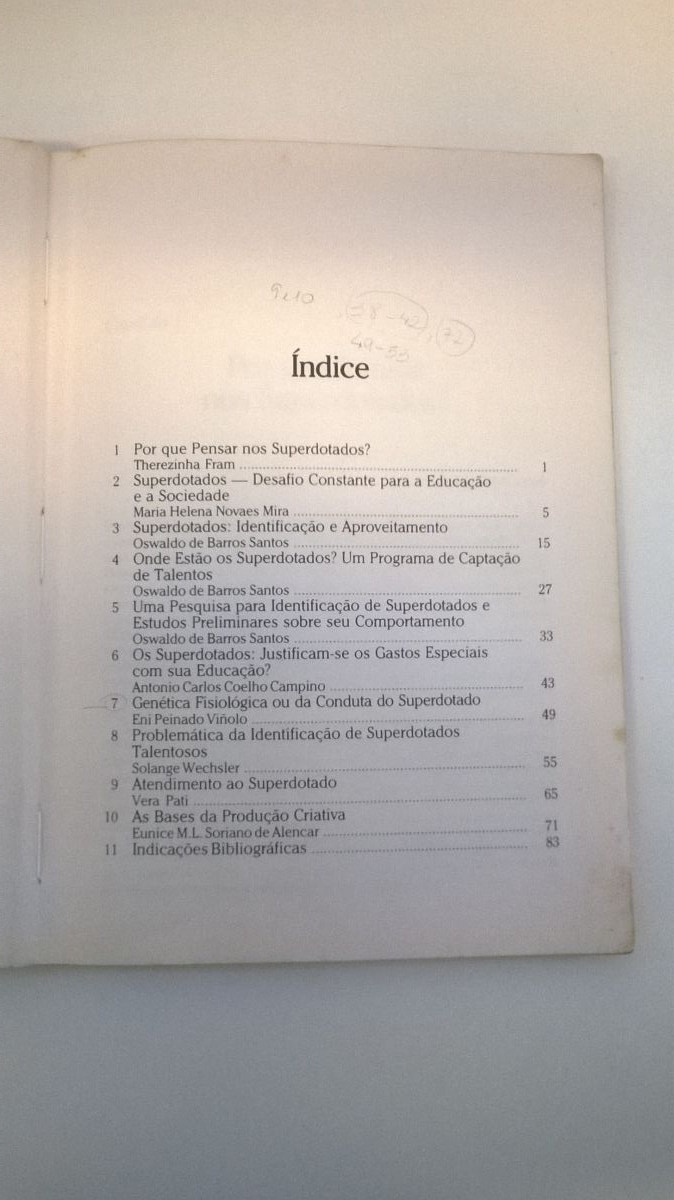 9 e 10
38-42, 72
49-53
Índice
1 Por que Pensar nos Superdotados?
Therezinha Fram 1
2 Superdotados — Desafio Constante para a Educação
e a Sociedade
Maria Helena Novaes Mira 5
3 Superdotados: Identificação e Aproveitamento
Oswaldo de Barros Santos 15
4 Onde Estão os Superdotados? Um Programa de Captação
de Talentos
Oswaldo de Barros Santos 27
5 Uma Pesquisa para Identificação de Superdotados e
Estudos Preliminares sobre seu Comportamento
Oswaldo de Barros Santos 33
6 Os Superdotados: Justificam-se os Gastos Especiais
com sua Educação?
Antonio Carlos Coelho Campino 43
7 Genética Fisiológica ou da Conduta do Superdotado
Eni Peinado Viñolo 49
8 Problemática da Identificação de Superdotados
Talentosos
Solange Wechsler 55
9 Atendimento ao Superdotado
Vera Pati 65
10 As Bases da Produção Criativa
Eunice M.L. Soriano de Alencar 71
11 Indicações Bibliográficas 83